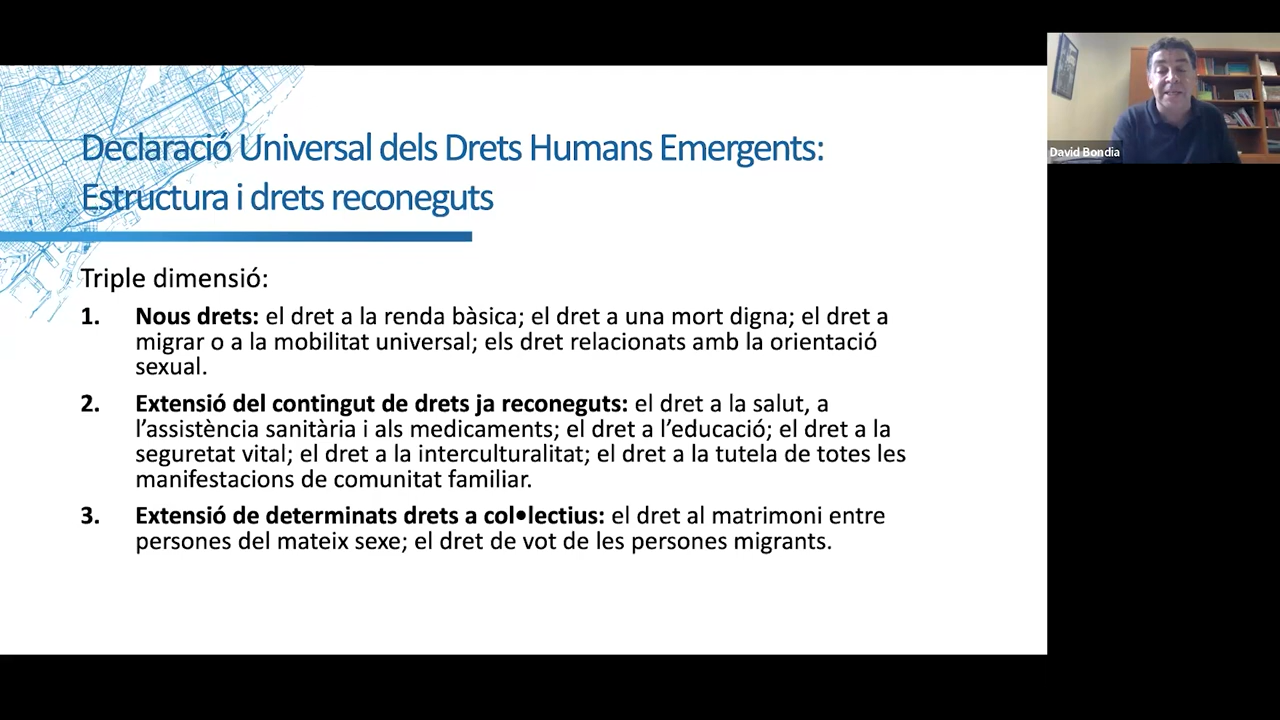 Declaració Universal dels Drets Humans Emergents:
Estructura i drets reconeguts
Triple dimensió:
1. Nous drets: el dret a la renda bàsica; el dret a una mort digna; el dret a
migrar o a la mobilitat universal; els dret relacionats amb la orientació
sexual.
2. Extensió del contingut de drets ja reconeguts: el dret a la salut, a
l’assistència sanitària i als medicaments; el dret a l’educació; el dret a la
seguretat vital; el dret a la interculturalitat; el dret a la tutela de totes les
manifestacions de comunitat familiar.
3. Extensió de determinats drets a col•lectius: el dret al matrimoni entre
persones del mateix sexe; el dret de vot de les persones migrants.
David Bondia